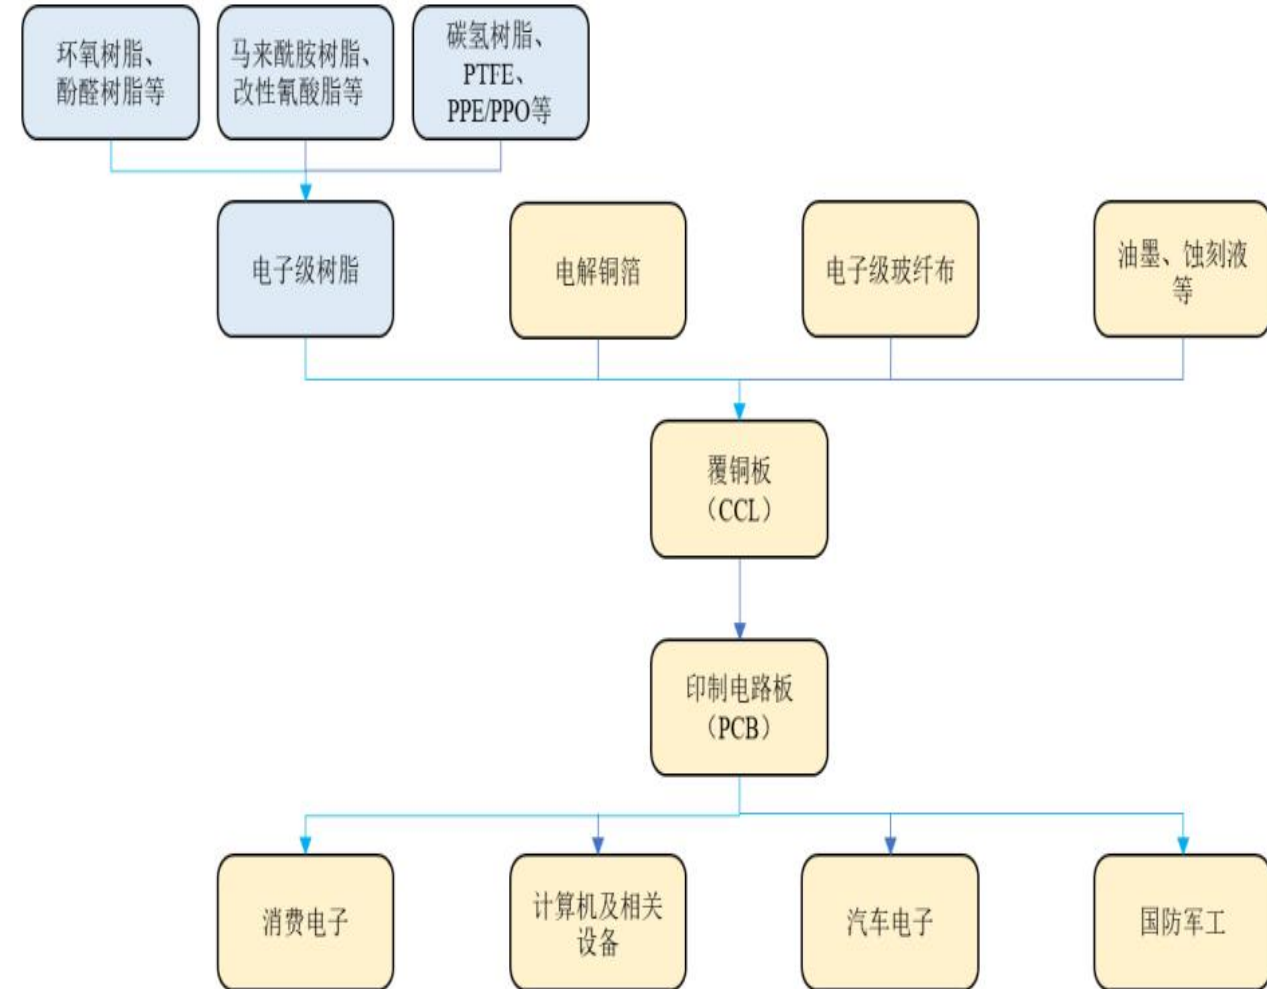 环氧树脂、
酚醛树脂等
马来酰胺树脂、
改性氰酸脂等
碳氢树脂、
PTFE、
PPE/PPO等
电子级树脂
电解铜箔
电子级玻纤布
油墨、蚀刻液
等
覆铜板
（CCL）
印制电路板
（PCB）
消费电子
计算机及相关
设备
汽车电子
国防军工